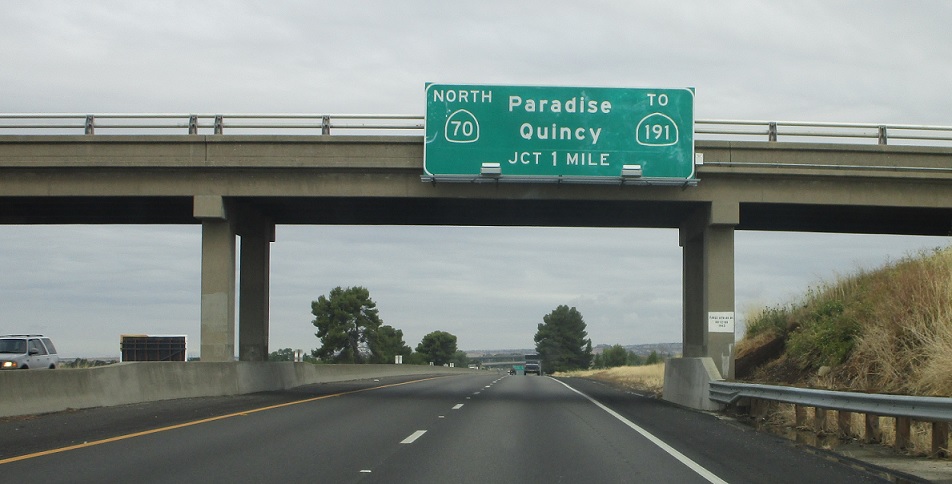 NORTH Paradise TO
70 Quincy 191
JCT 1 MILE